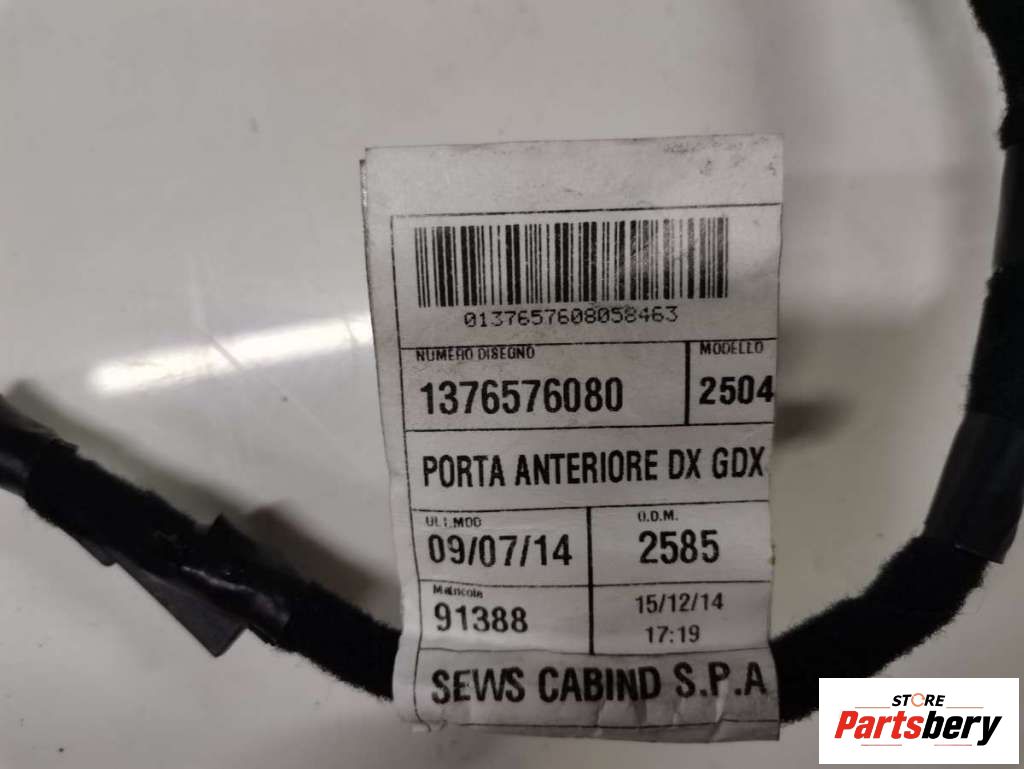 0137657608058463
NUMERO DISEGNO
MODELLO
1376576080
2504
PORTA ANTERIORE DX GDX
ULT.MOD
O.D.M.
09/07/14
2585
Matricola
91388
15/12/14
17:19
SEWS CABIND S.P.A
STORE
Partsbery